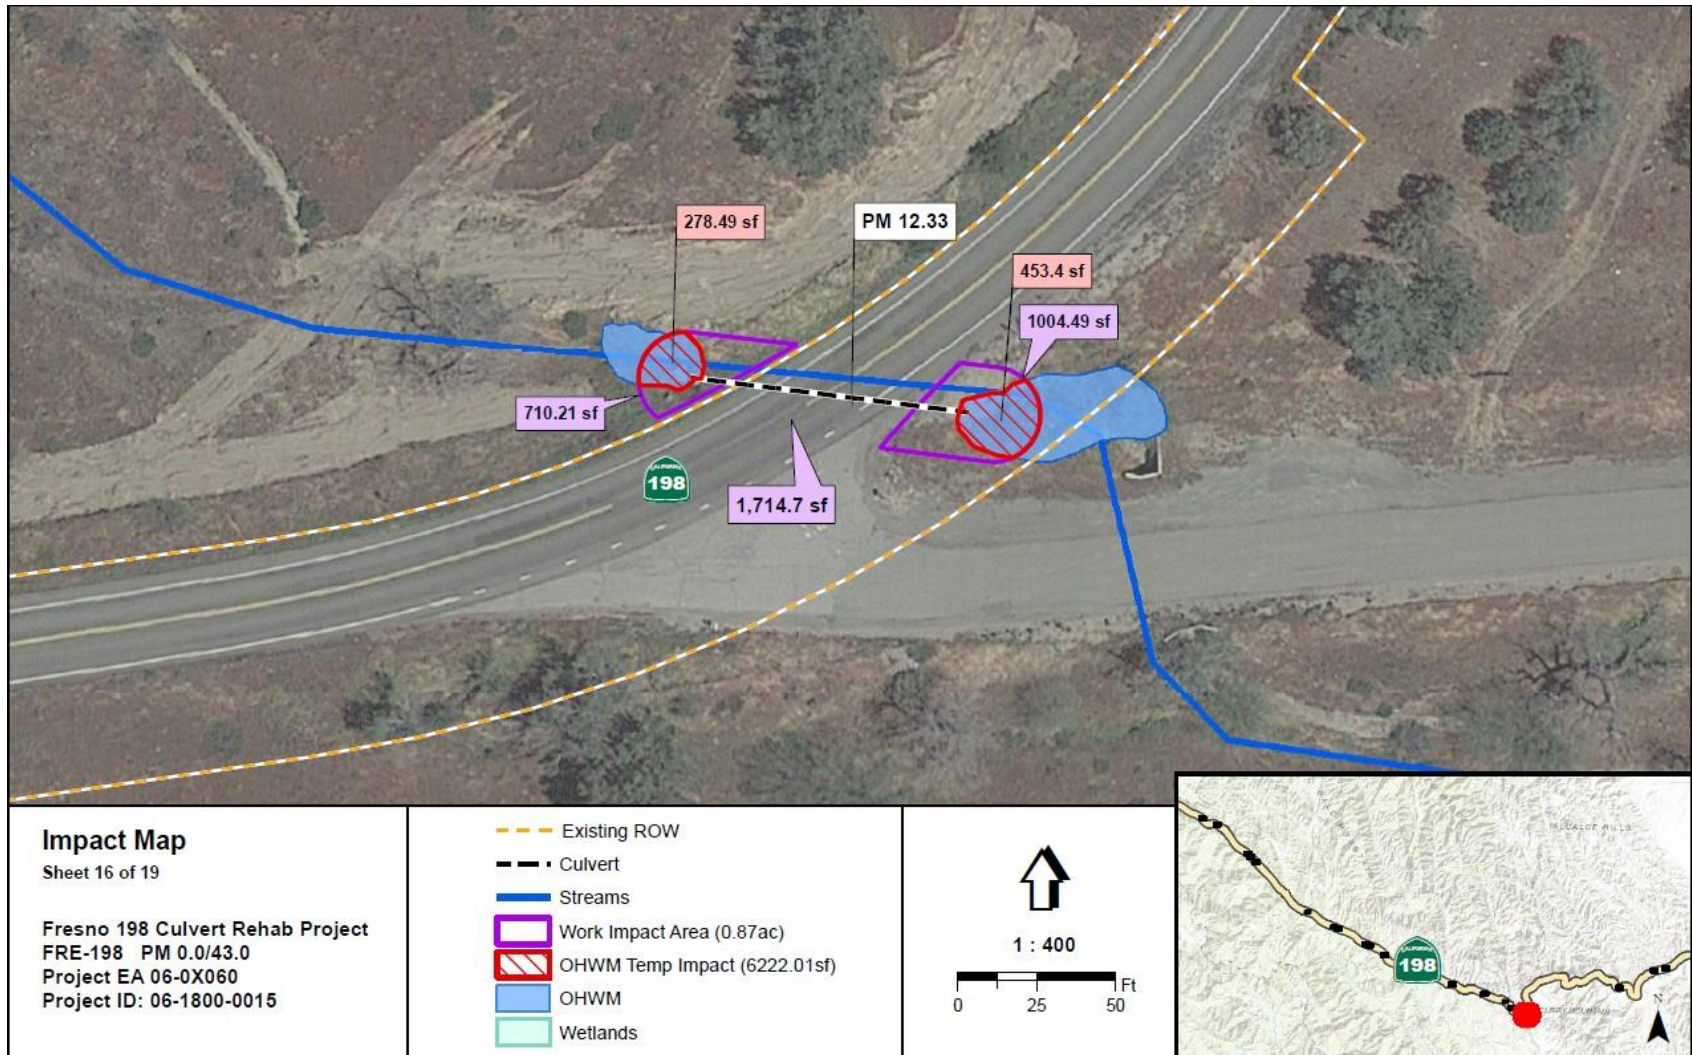 278.49 sf
PM 12.33
453.4 sf
1004.49 sf
710.21 sf
CALIFORNIA
198
1,714.7 sf
Impact Map
Sheet 16 of 19
Fresno 198 Culvert Rehab Project
FRE-198 PM 0.0/43.0
Project EA 06-0X060
Project ID: 06-1800-0015
Existing ROW
Culvert
Streams
Work Impact Area (0.87ac)
OHWM Temp Impact (6222.01sf)
OHWM
Wetlands
1 : 400
Ft
0 25 50
CALIFORNIA
198
N